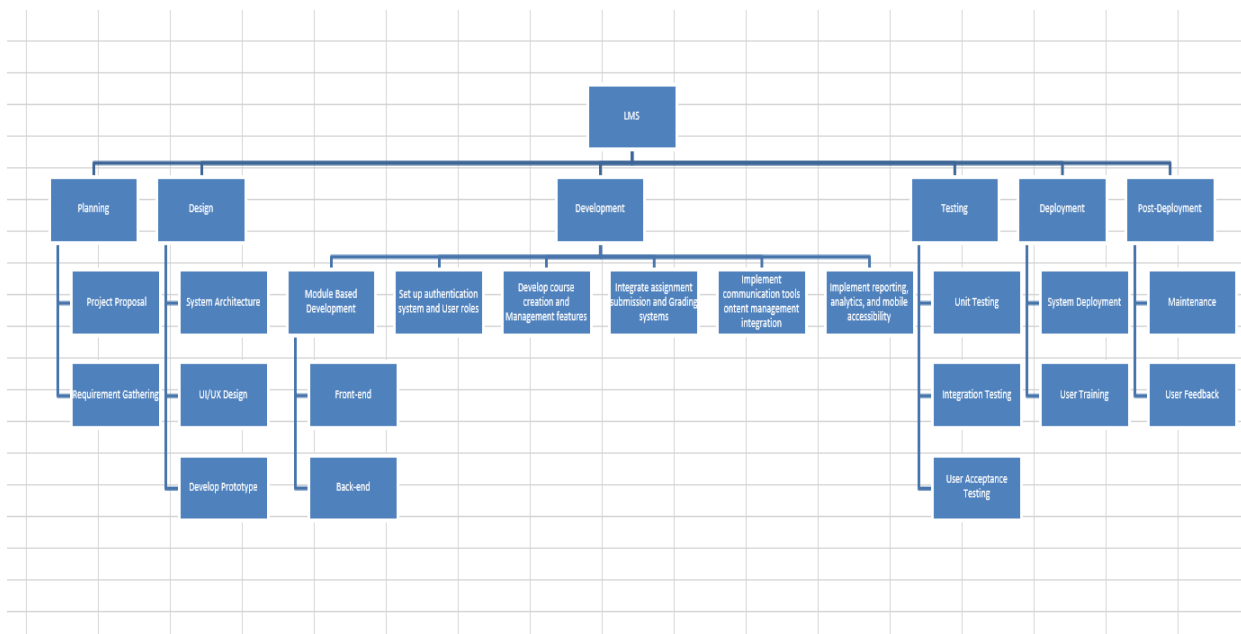 LMS
Planning
Design
Development
Testing
Deployment
Post-Deployment
Project Proposal
System Architecture
Module Based
Development
Set up authentication
system and User roles
Develop course
creation and
Management features
Integrate assignment
submission and Grading
systems
Implement
communication tools
ontent management
integration
Implement reporting,
analytics, and mobile
accessibility
Unit Testing
System Deployment
Maintenance
Requirement Gathering
UI/UX Design
Front-end
Integration Testing
User Training
User Feedback
Develop Prototype
Back-end
User Acceptance
Testing